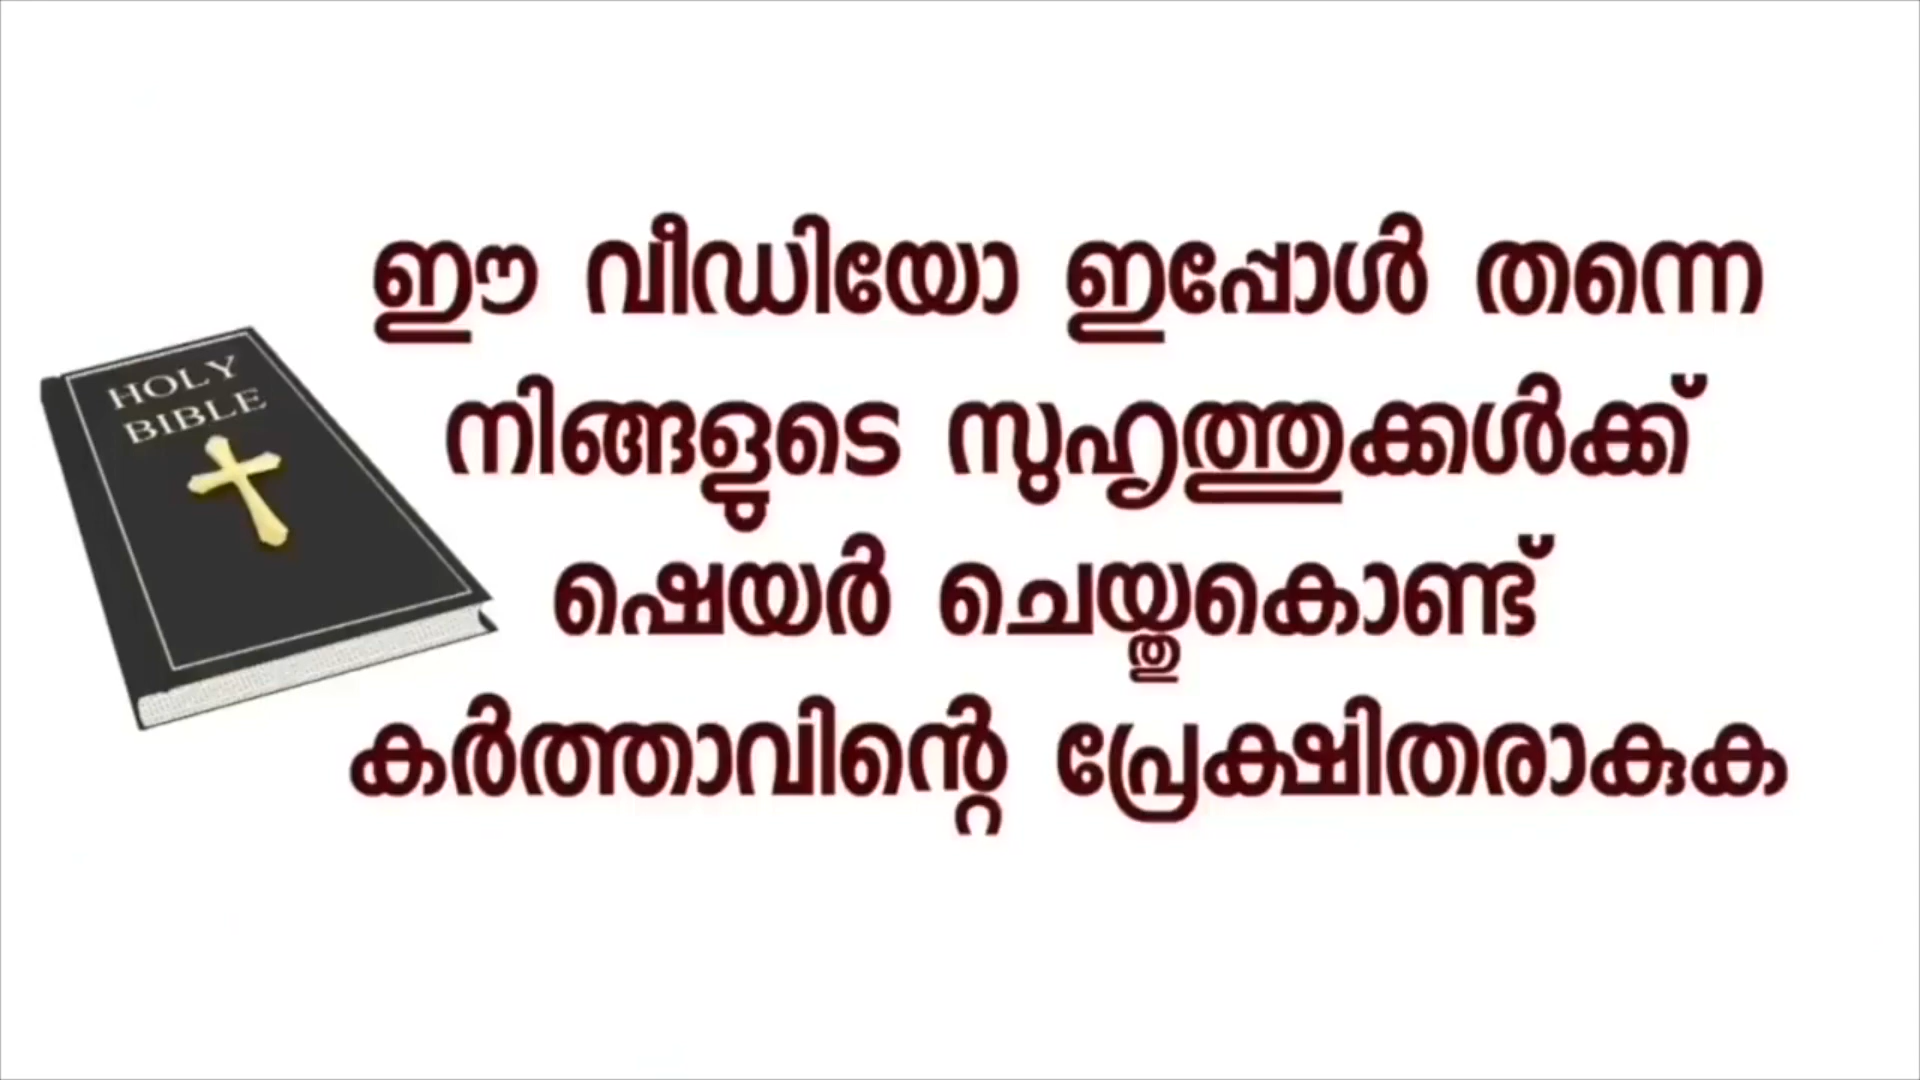 ഈ വീഡിയോ ഇപ്പോൾ തന്നെ
നിങ്ങളുടെ സുഹൃത്തുക്കൾക്ക്
ഷെയർ ചെയ്തുകൊണ്ട്
കർത്താവിന്റെ പ്രേക്ഷിതരാകുക
HOLY
BIBLE